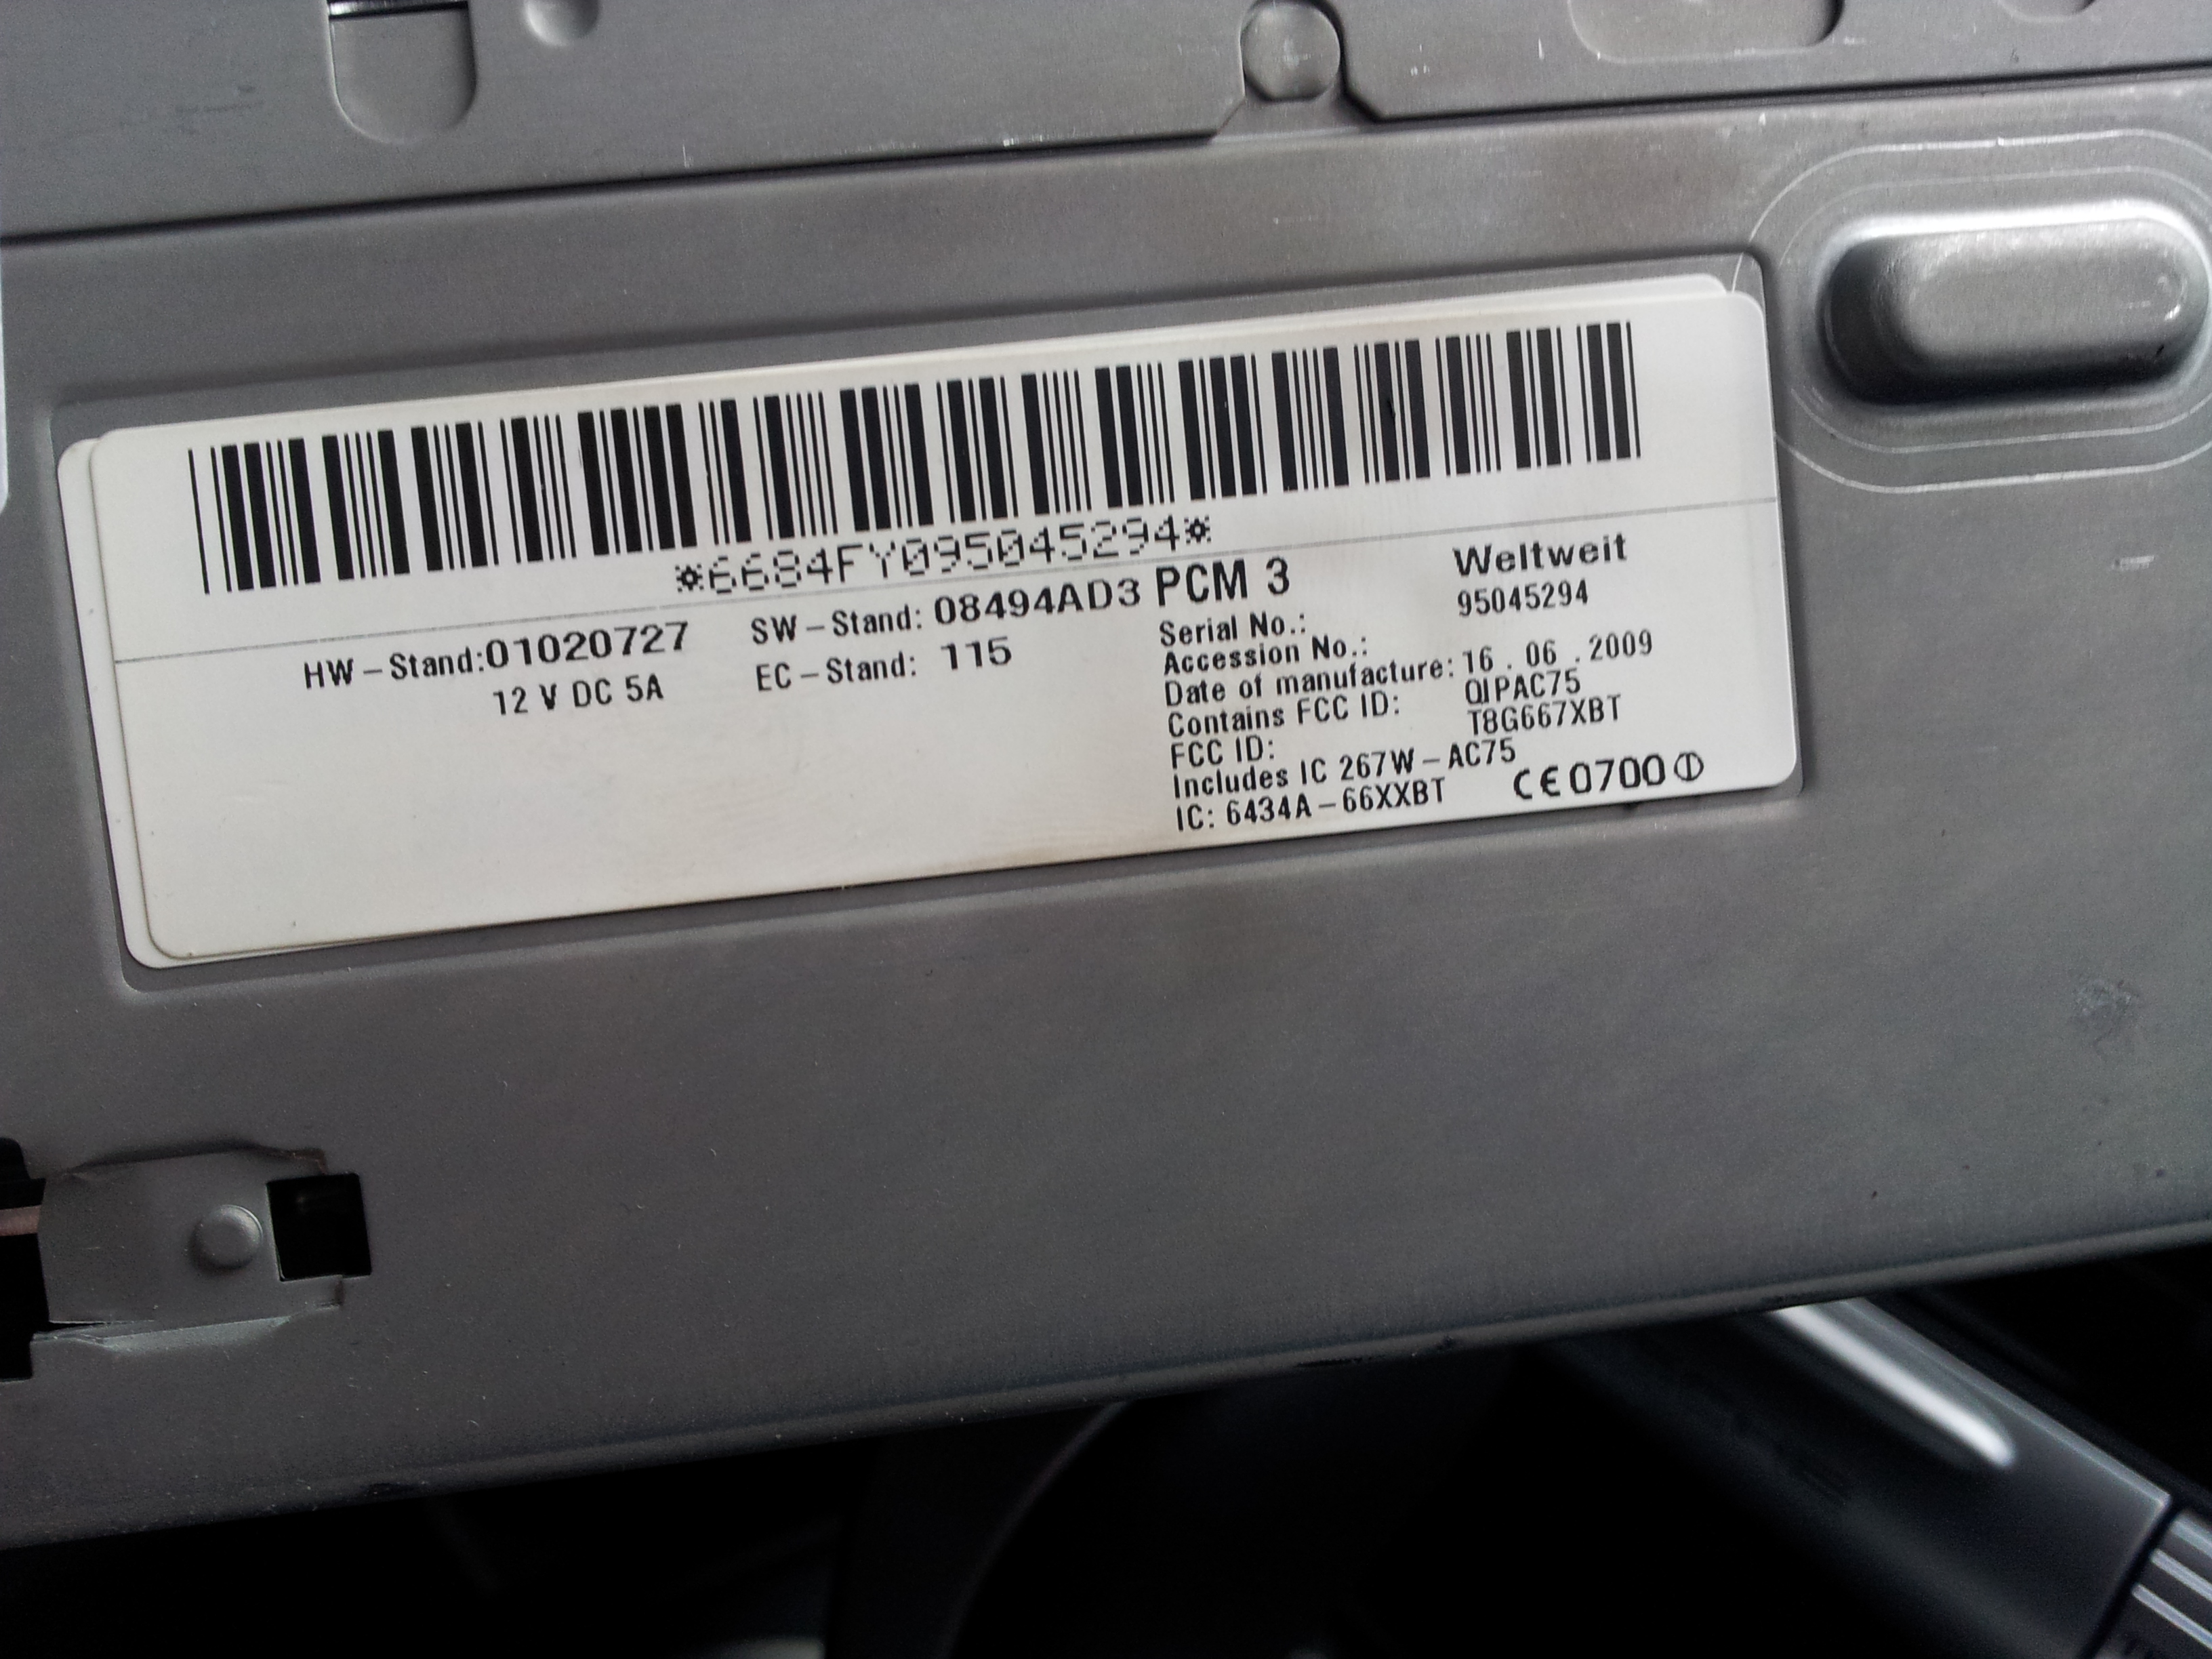 *6684FY095045294*
HW-Stand:01020727
12 V DC 5A
SW-Stand: 08494AD3
EC-Stand: 115
PCM 3 Weltweit
Serial No.: 95045294
Accession No.:
Date of manufacture: 16.06.2009
Contains FCC ID: QIPAC75
FCC ID: T8G667XBT
Includes IC 267W-AC75
IC: 6434A-66XXBT
CE0700